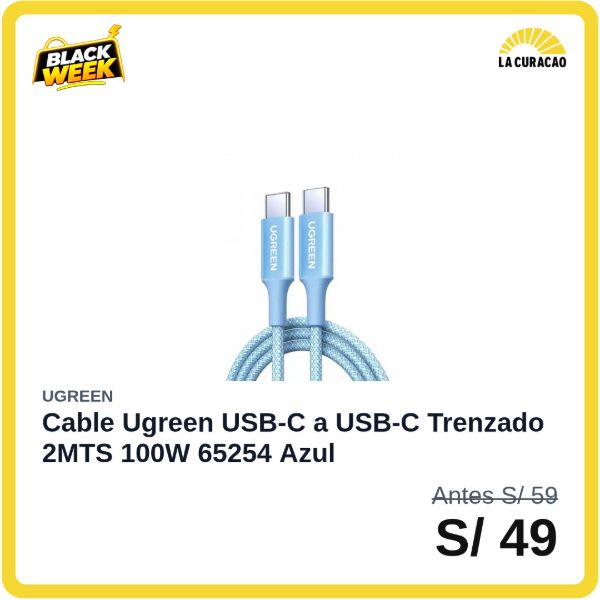 BLACK
WEEK
LA CURACAO
UGREEN
UGREEN
UGREEN
Cable Ugreen USB-C a USB-C Trenzado
2MTS 100W 65254 Azul
Antes S/ 59
S/ 49